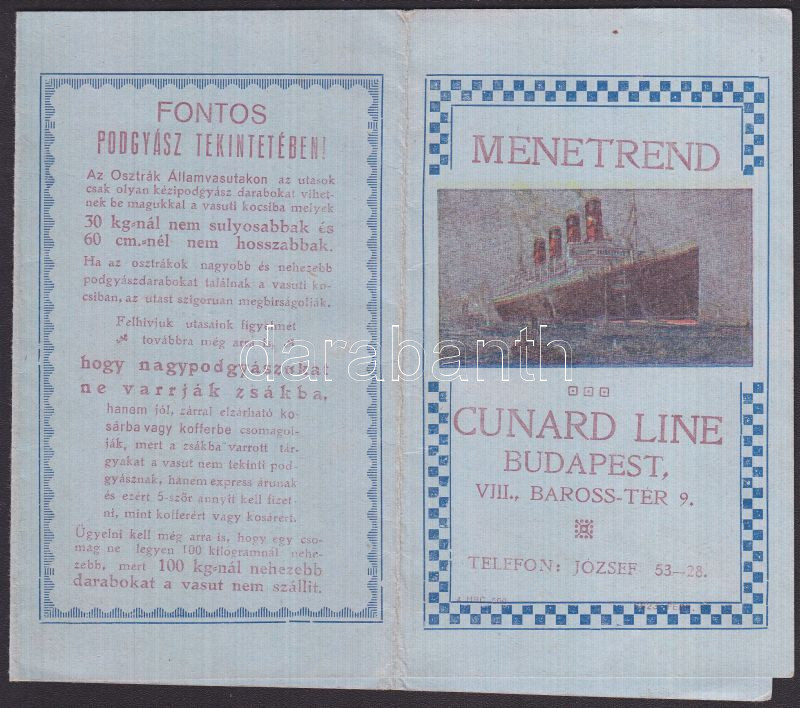 FONTOS
PODGYÁSZ TEKINTETÉBEN!
Az Osztrák Államvasutakon az utasok
csak olyan kézipodgyász darabokat vihet-
nek be magukkal a vasuti kocsiba melyek
30 kg-nál nem sulyosabbak és
60 cm.-nél nem hosszabbak.
Ha az osztrákok nagyobb és nehezebb
podgyászdarabokat találnak a vasuti ko-
csiban, az utast szigoruan megbirságolják.
Felhivjuk utasaink figyelmét
továbbra még arra is,
hogy nagypodgyászokat
ne varrják zsákba,
hanem jól, zárral elzárható ko-
sárba vagy kofferbe csomagol-
ják, mert a zsákba varrott tár-
gyakat a vasut nem tekinti pod-
gyásznak, hanem express árunak
és ezért 5-ször annyit kell fizet-
ni, mint kofferért vagy kosárért.
Ügyelni kell még arra is, hogy egy cso-
mag ne legyen 100 kilogramnál nehe-
zebb, mert 100 kg-nál nehezebb
darabokat a vasut nem szállit.
MENETREND
CUNARD LINE
BUDAPEST,
VIII., BAROSS-TÉR 9.
TELEFON: JÓZSEF 53—28.
darabanth